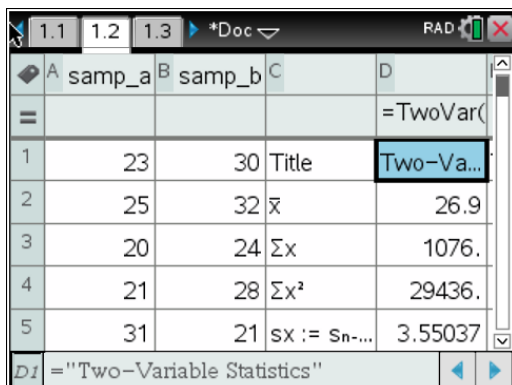 1.1 1.2 1.3 *Doc RAD
A samp_a B samp_b C D
= =TwoVar(
1 23 30 Title Two-Va...
2 25 32 x̄ 26.9
3 20 24 Σx 1076.
4 21 28 Σx² 29436.
5 31 21 sx := sn-... 3.55037
D1 ="Two-Variable Statistics"